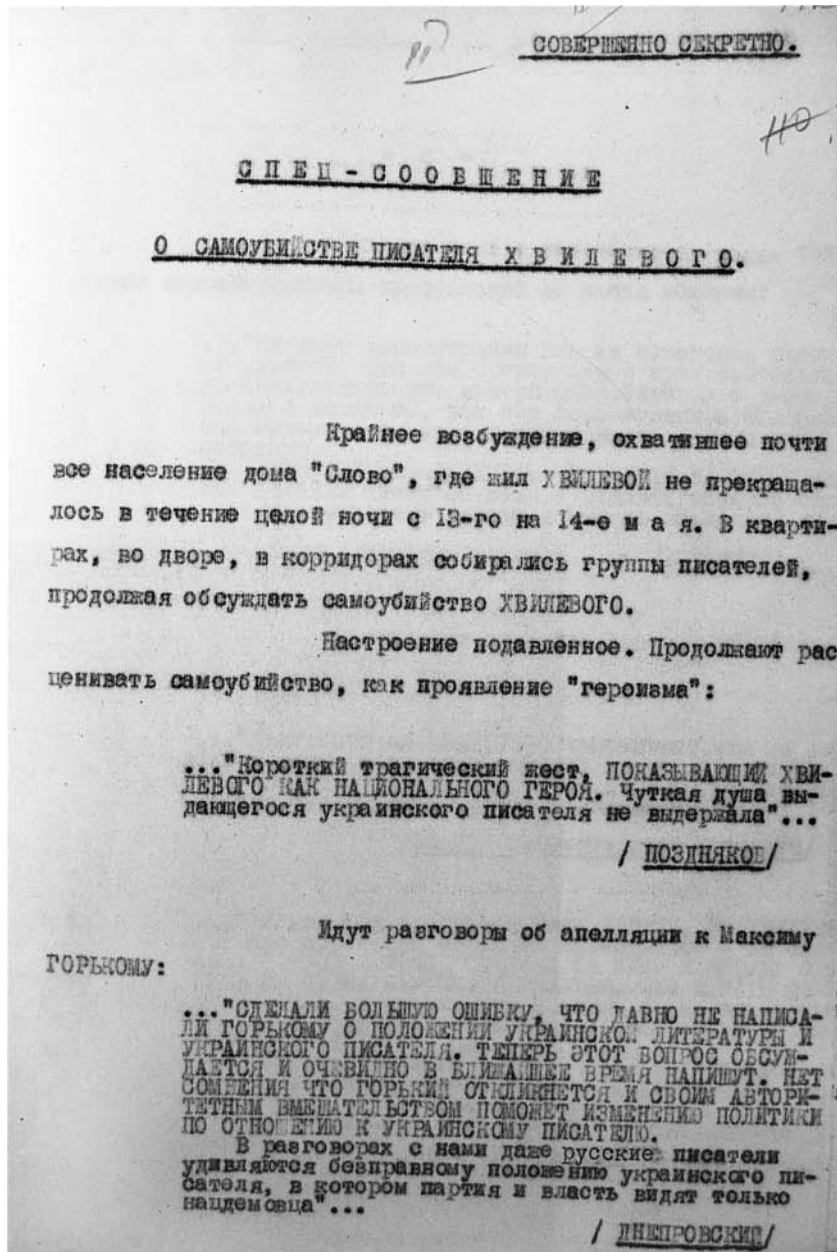 СОВЕРШЕННО СЕКРЕТНО.
110
СПЕЦ-СООБЩЕНИЕ
О САМОУБИЙСТВЕ ПИСАТЕЛЯ ХВИЛЕВОГО.
Крайнее возбуждение, охватившее почти
все население дома "Слово", где жил ХВИЛЕВОЙ не прекраща-
лось в течение целой ночи с 13-го на 14-е м а я. В кварти-
рах, во дворе, в корридорах собирались группы писателей,
продолжая обсуждать самоубийство ХВИЛЕВОГО.
Настроение подавленное. Продолжают рас
ценивать самоубийство, как проявление "героизма":
..."Короткий трагический жест, ПОКАЗЫВАЮЩИЙ ХВИ-
ЛЕВОГО КАК НАЦИОНАЛЬНОГО ГЕРОЯ. Чуткая душа вы-
дающегося украинского писателя не выдержала"...
/ ПОЗДНЯКОВ/
Идут разговоры об апелляции к Максиму
ГОРЬКОМУ:
..."СДЕЛАЛИ БОЛЬШУЮ ОШИБКУ, ЧТО ДАВНО НЕ НАПИСА-
ЛИ ГОРЬКОМУ О ПОЛОЖЕНИИ УКРАИНСКОЙ ЛИТЕРАТУРЫ И
УКРАИНСКОГО ПИСАТЕЛЯ. ТЕПЕРЬ ЭТОТ ВОПРОС ОБСУЖ-
ДАЕТСЯ И ОЧЕВИДНО В БЛИЖАЙШЕЕ ВРЕМЯ НАПИШУТ. НЕТ
СОМНЕНИЯ ЧТО ГОРЬКИЙ ОТКЛИКНЕТСЯ И СВОИМ АВТОРИ-
ТЕТНЫМ ВМЕШАТЕЛЬСТВОМ ПОМОЖЕТ ИЗМЕНЕНИЮ ПОЛИТИКИ
ПО ОТНОШЕНИЮ К УКРАИНСКОМУ ПИСАТЕЛЮ.
В разговорах с нами даже русские писатели
удивляются безправному положению украинского пи-
сателя, в котором партия и власть видят только
нацдемовца"...
/ ДНЕПРОВСКИЙ/